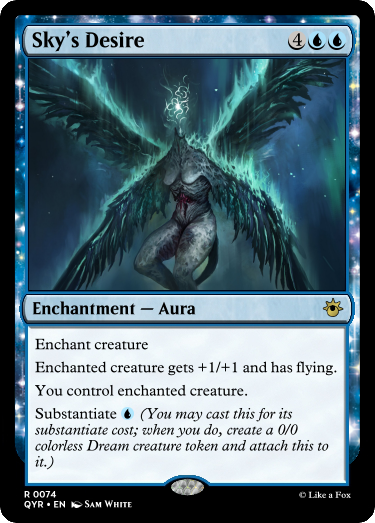 Sky's Desire 4
Enchantment — Aura
Enchant creature
Enchanted creature gets +1/+1 and has flying.
You control enchanted creature.
Substantiate (You may cast this for its
substantiate cost; when you do, create a 0/0
colorless Dream creature token and attach this to
it.)
R 0074
QYR • EN Sam White
© Like a Fox